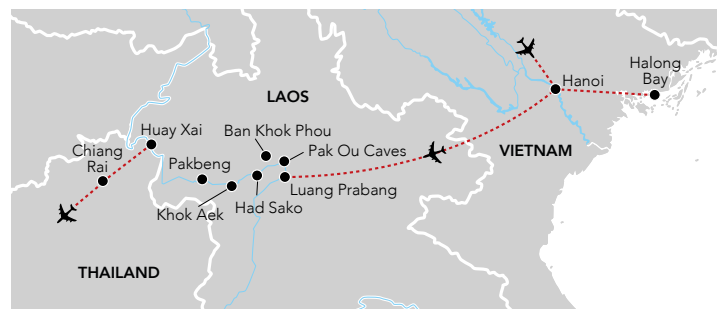 Halong
Bay
Hanoi
LAOS
Huay Xai
Ban Khok Phou
Chiang
Rai
Pakbeng
Pak Ou Caves
VIETNAM
Luang Prabang
Khok Aek
Had Sako
THAILAND